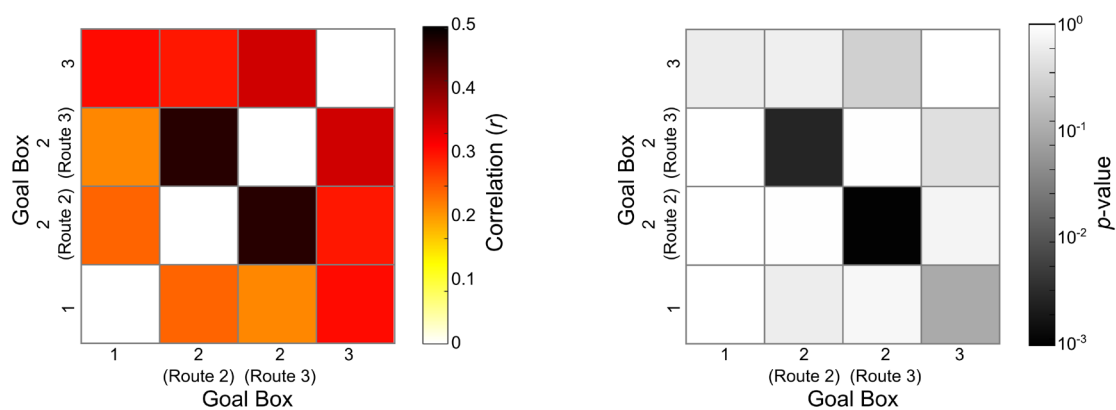 3
2
(Route 3)
2
(Route 2)
1
Goal Box
1
2
2
3
(Route 2)
(Route 3)
Goal Box
0.5
0.4
0.3
0.2
0.1
0
Correlation (r)
3
2
(Route 3)
2
(Route 2)
1
Goal Box
1
2
2
3
(Route 2)
(Route 3)
Goal Box
10^0
10^-1
10^-2
10^-3
p-value